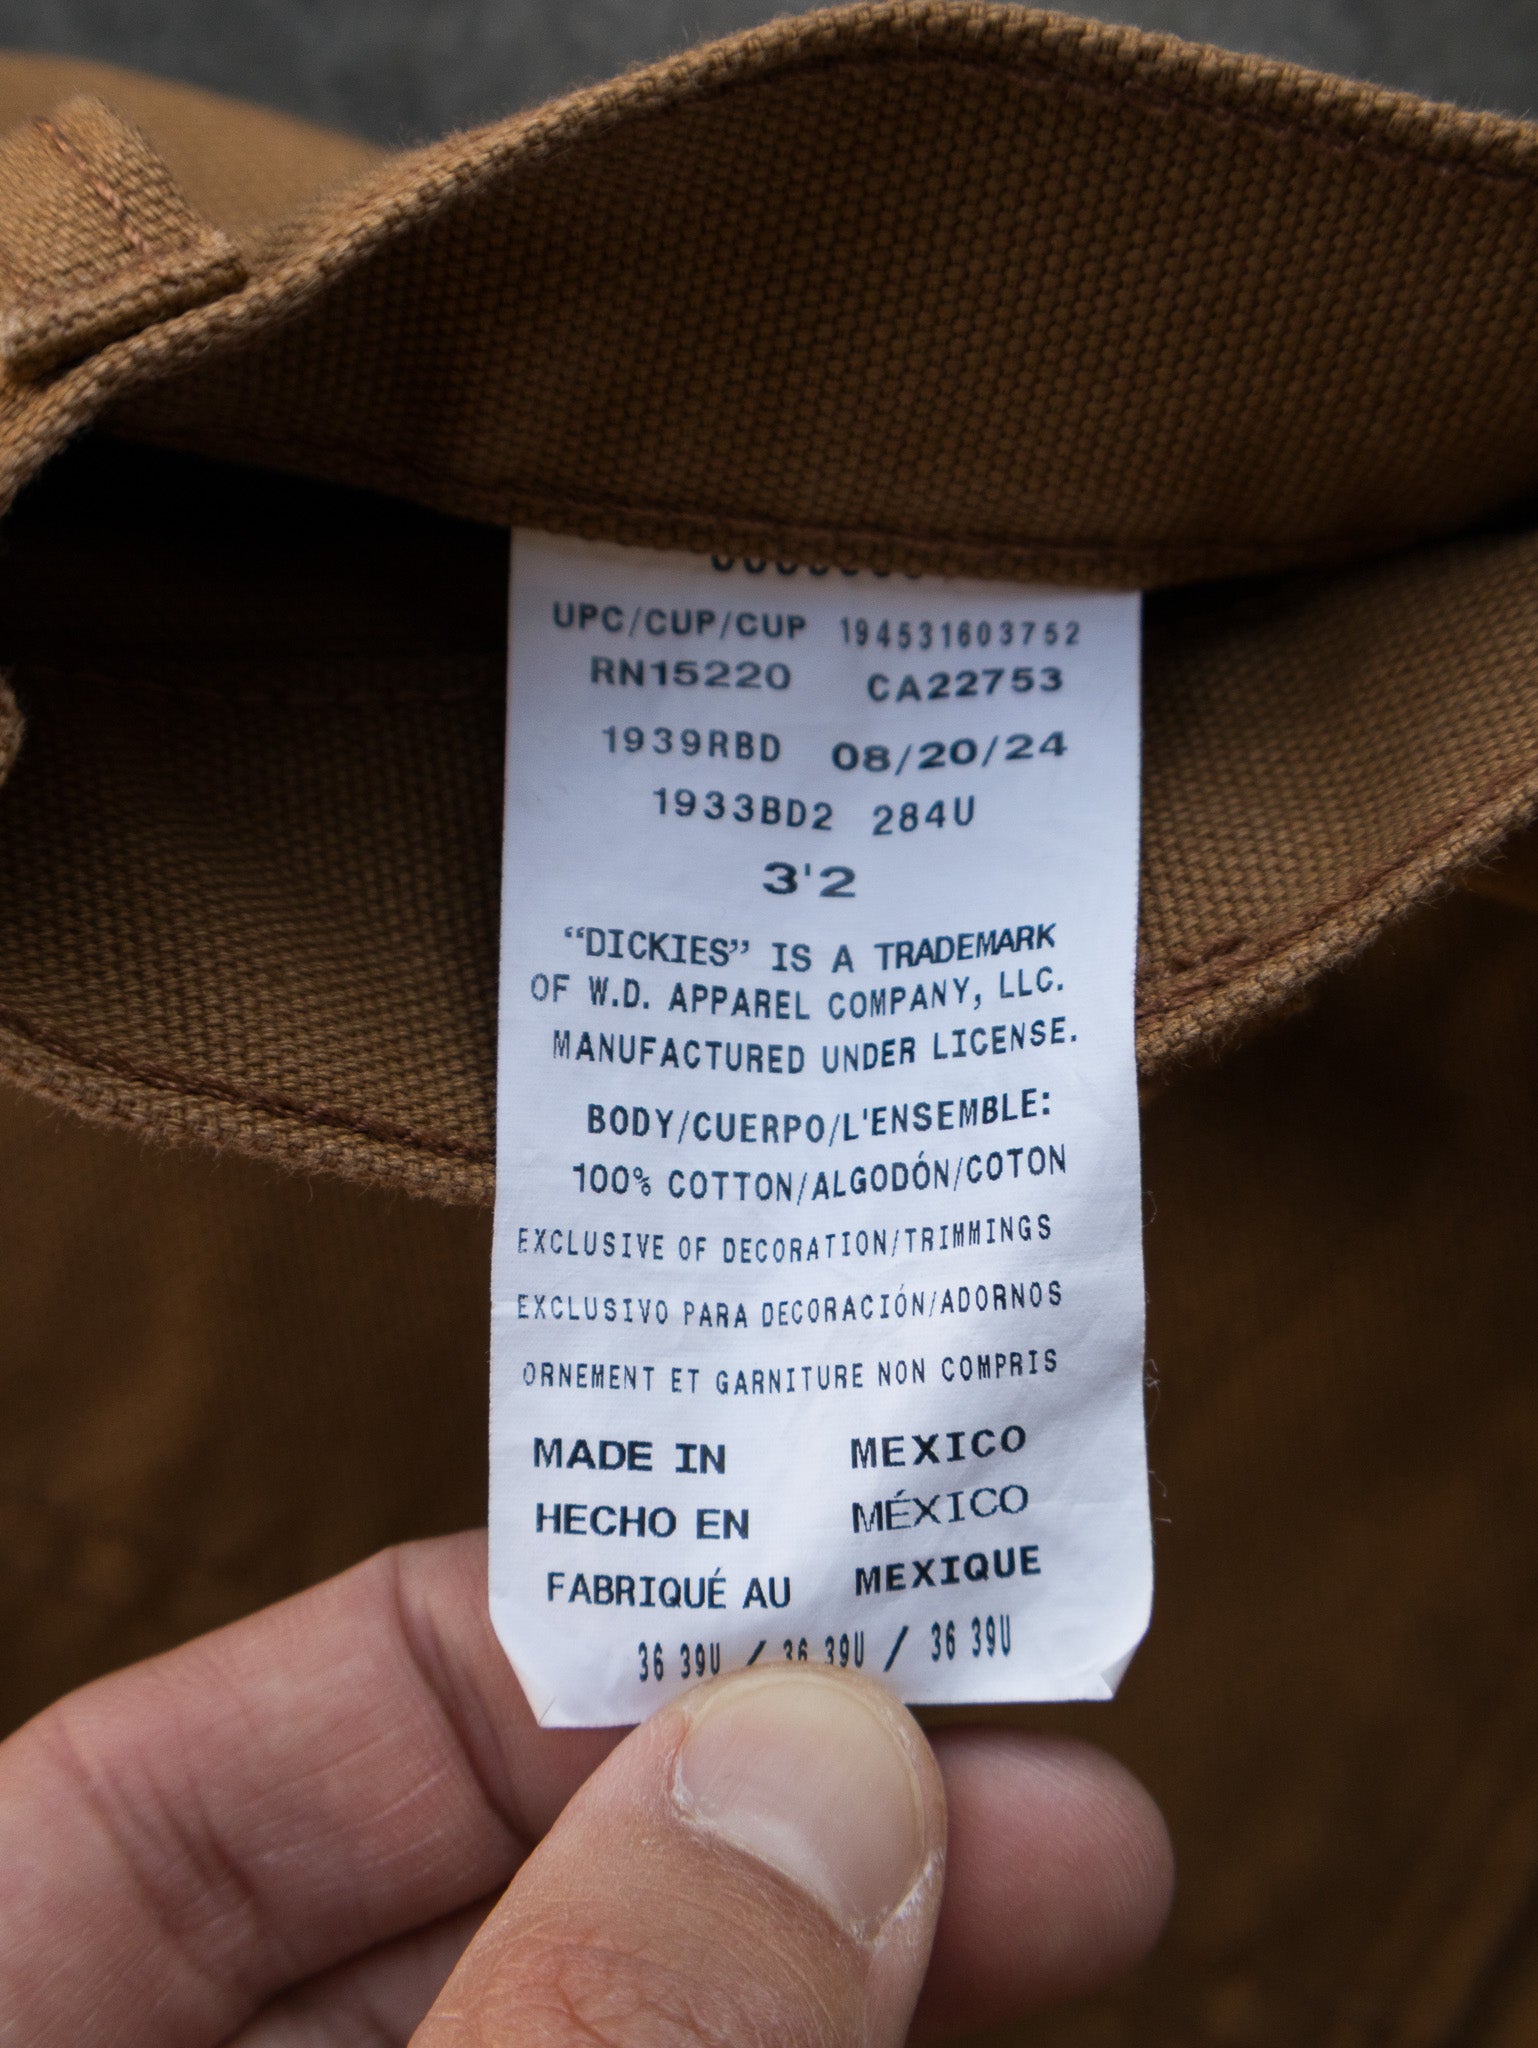 UPC/CUP/CUP 194531603752
RN15220 CA22753
1939RBD 08/20/24
1933BD2 284U
3'2
“DICKIES” IS A TRADEMARK
OF W.D. APPAREL COMPANY, LLC.
MANUFACTURED UNDER LICENSE.
BODY/CUERPO/L'ENSEMBLE:
100% COTTON/ALGODÓN/COTON
EXCLUSIVE OF DECORATION/TRIMMINGS
EXCLUSIVO PARA DECORACIÓN/ADORNOS
ORNEMENT ET GARNITURE NON COMPRIS
MADE IN MEXICO
HECHO EN MÉXICO
FABRIQUÉ AU MEXIQUE
36 39U / 36 39U / 36 39U